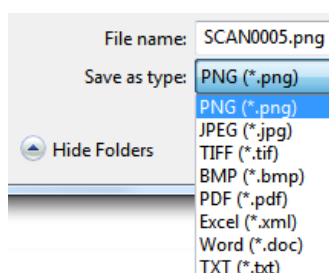 File name: SCAN0005.png
Save as type: PNG (*.png)
PNG (*.png)
JPEG (*.jpg)
TIFF (*.tif)
BMP (*.bmp)
PDF (*.pdf)
Hide Folders
Excel (*.xml)
Word (*.doc)
TXT (*.txt)